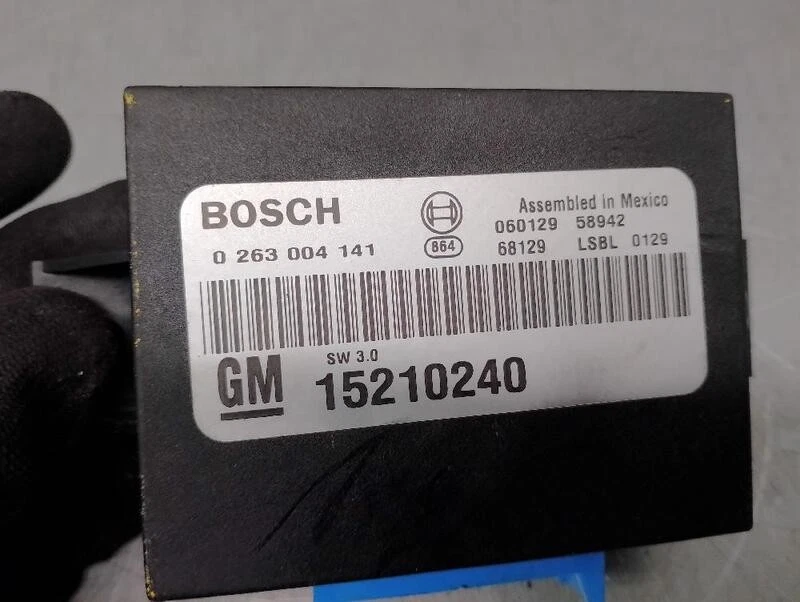 BOSCH
Assembled in Mexico
060129 58942
0 263 004 141
864
68129 LSBL 0129
SW 3.0
GM 15210240